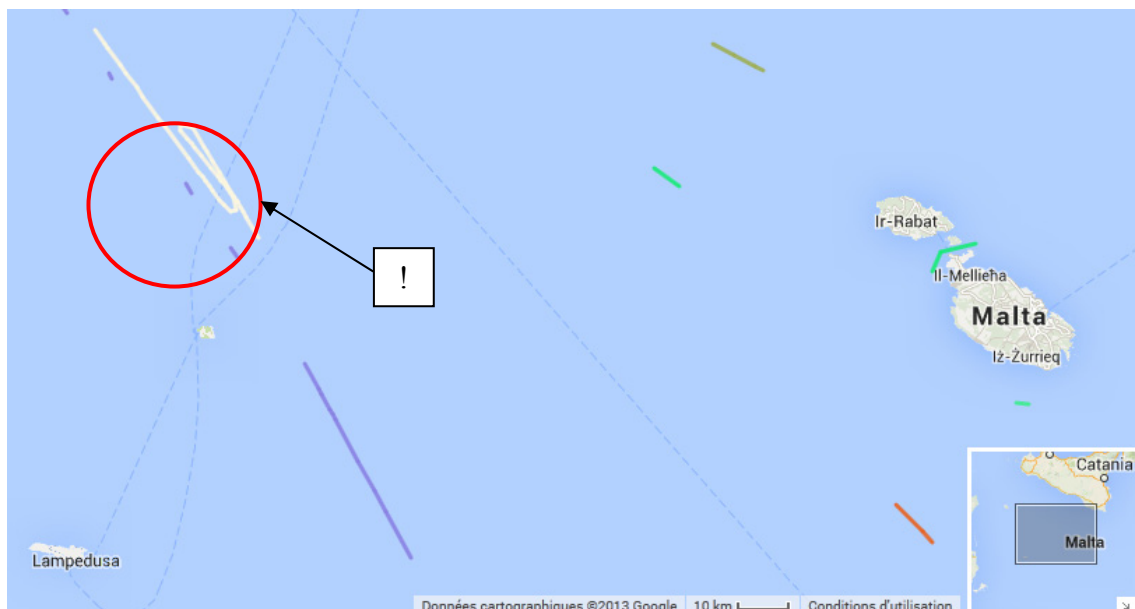 Ir-Rabat
!
Il-Mellieħa
Malta
Iż-Żurrieq
Catania
Malta
Lampedusa
Données cartographiques ©2013 Google 10 km Conditions d'utilisation